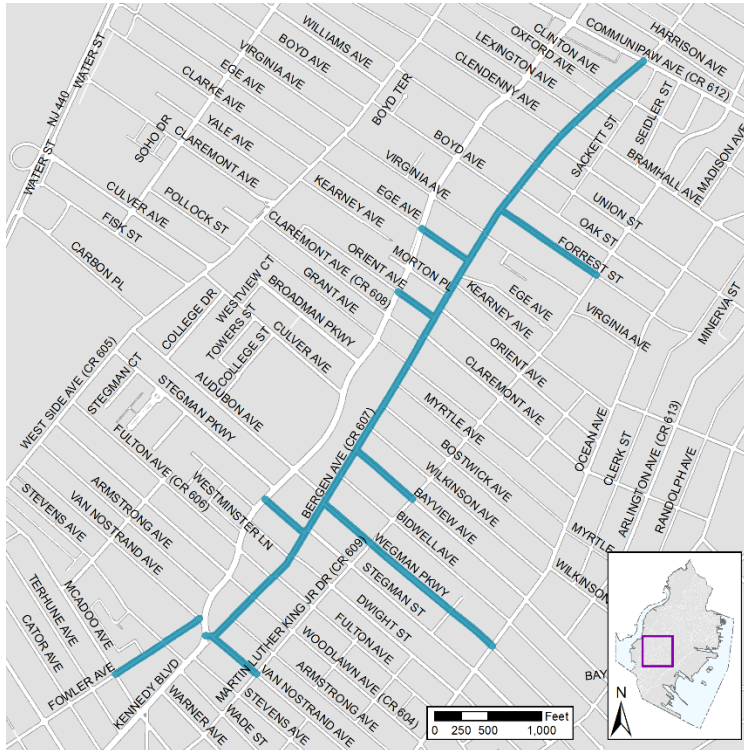 HARRISON AVE
COMMUNIPAW AVE (CR 612)
CLINTON AVE
OXFORD AVE
LEXINGTON AVE
CLENDENNY AVE
WILLIAMS AVE
BOYD AVE
VIRGINIA AVE
EGE AVE
CLARKE AVE
WATER ST
NJ 440
WATER ST
SOHO DR
YALE AVE
CLAREMONT AVE
BOYD TER
BOYD AVE
SEIDLER ST
SACKETT ST
MADISON AVE
BRAMHALL AVE
VIRGINIA AVE
EGE AVE
KEARNEY AVE
POLLOCK ST
CULVER AVE
FISK ST
CARBON PL
UNION ST
OAK ST
FORREST ST
MORTON PL
ORIENT AVE
CLAREMONT AVE (CR 608)
GRANT AVE
BROADMAN PKWY
CULVER AVE
WESTVIEW CT
TOWERS ST
COLLEGE ST
COLLEGE DR
KEARNEY AVE
EGE AVE
VIRGINIA AVE
MINERVA ST
ORIENT AVE
CLAREMONT AVE
WEST SIDE AVE (CR 605)
STEGMAN CT
STEGMAN PKWY
AUDUBON AVE
MYRTLE AVE
BOSTWICK AVE
WILKINSON AVE
BAYVIEW AVE
BIDWELL AVE
OCEAN AVE
CLERK ST
ARLINGTON AVE (CR 613)
RANDOLPH AVE
BERGEN AVE (CR 607)
FULTON AVE (CR 606)
WESTMINSTER LN
ARMSTRONG AVE
VAN NOSTRAND AVE
STEVENS AVE
MCADOO AVE
TERHUNE AVE
CATOR AVE
FOWLER AVE
KENNEDY BLVD
MARTIN LUTHER KING JR DR (CR 609)
WEGMAN PKWY
STEGMAN ST
DWIGHT ST
FULTON AVE
WOODLAWN AVE (CR 604)
ARMSTRONG AVE
VAN NOSTRAND AVE
STEVENS AVE
WADE ST
WARNER AVE
MYRTLE
WILKINSON
BAY
N
Feet
0 250 500 1,000